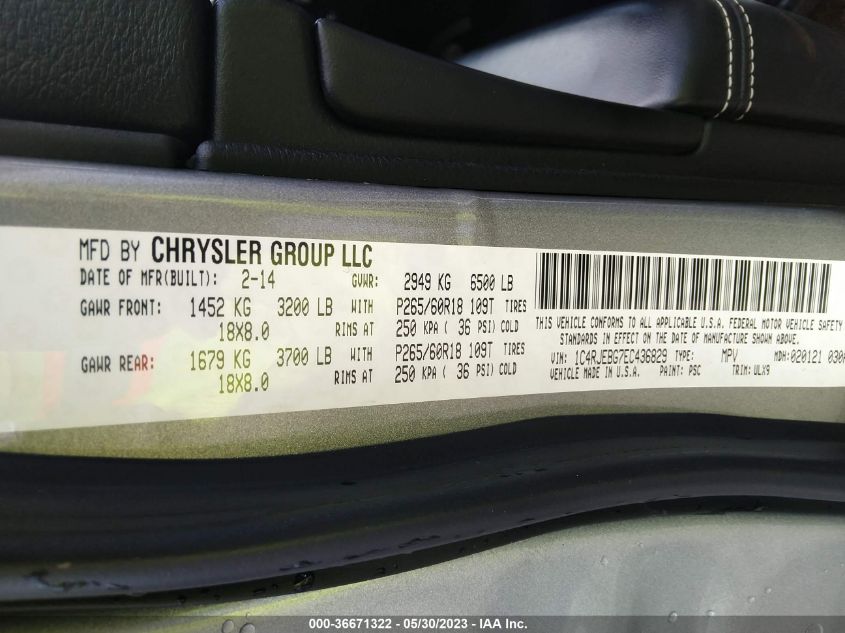 MFD BY CHRYSLER GROUP LLC
DATE OF MFR(BUILT): 2-14 GVWR: 2949 KG 6500 LB
GAWR FRONT: 1452 KG 3200 LB WITH P265/60R18 109T TIRES
18X8.0 RIMS AT 250 KPA ( 36 PSI) COLD
GAWR REAR: 1679 KG 3700 LB WITH P265/60R18 109T TIRES
18X8.0 RIMS AT 250 KPA ( 36 PSI) COLD
THIS VEHICLE CONFORMS TO ALL APPLICABLE U.S.A. FEDERAL MOTOR VEHICLE SAFETY
STANDARDS IN EFFECT ON THE DATE OF MANUFACTURE SHOWN ABOVE.
VIN: 1C4RJEBG7EC436829 TYPE: MPV MDH: 020121 030A
VEHICLE MADE IN U.S.A. PAINT: PSC TRIM: ULX9
000-36671322 / 05/30/2023 - IAA Inc.